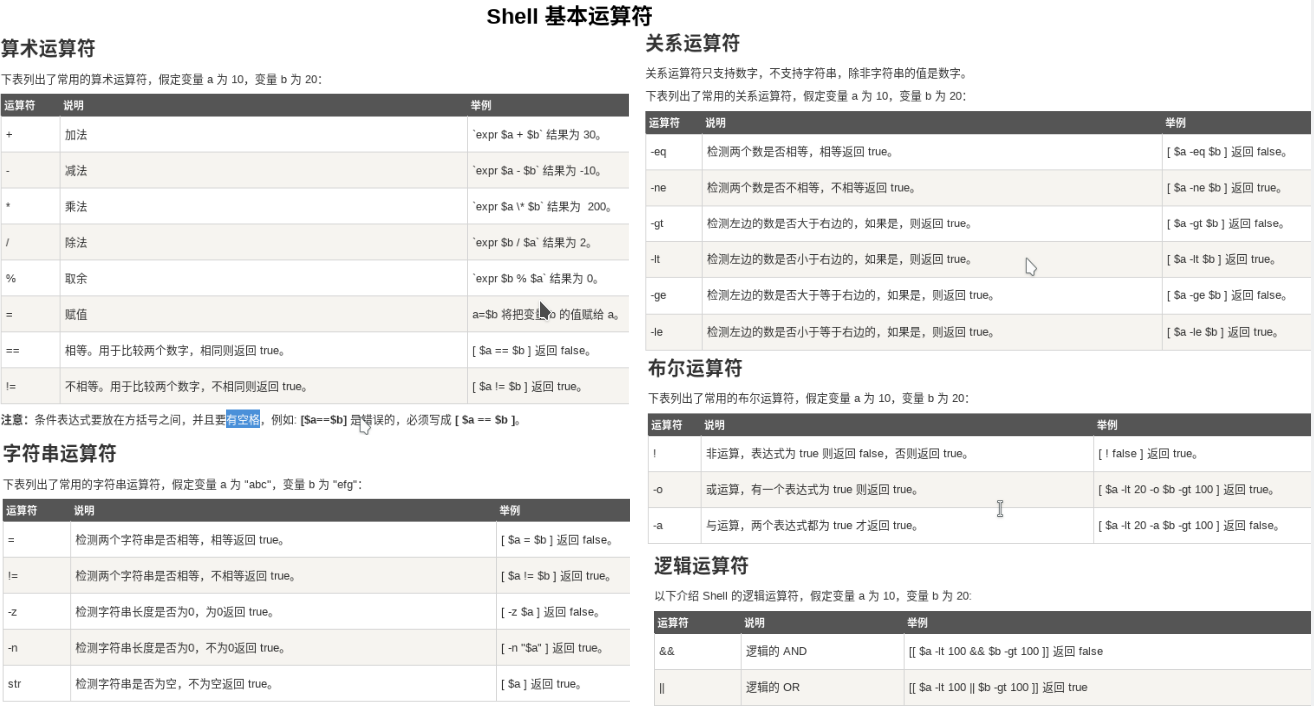 Shell 基本运算符
算术运算符
下表列出了常用的算术运算符，假定变量 a 为 10，变量 b 为 20：
运算符 说明 举例
+ 加法 `expr $a + $b` 结果为 30。
- 减法 `expr $a - $b` 结果为 -10。
* 乘法 `expr $a \* $b` 结果为  200。
/ 除法 `expr $b / $a` 结果为 2。
% 取余 `expr $b % $a` 结果为 0。
= 赋值 a=$b 将把变量 b 的值赋给 a。
== 相等。用于比较两个数字，相同则返回 true。 [ $a == $b ] 返回 false。
!= 不相等。用于比较两个数字，不相同则返回 true。 [ $a != $b ] 返回 true。
注意：条件表达式要放在方括号之间，并且要有空格，例如: [$a==$b] 是错误的，必须写成 [ $a == $b ]。
字符串运算符
下表列出了常用的字符串运算符，假定变量 a 为 "abc"，变量 b 为 "efg"：
运算符 说明 举例
= 检测两个字符串是否相等，相等返回 true。 [ $a = $b ] 返回 false。
!= 检测两个字符串是否相等，不相等返回 true。 [ $a != $b ] 返回 true。
-z 检测字符串长度是否为0，为0返回 true。 [ -z $a ] 返回 false。
-n 检测字符串长度是否为0，不为0返回 true。 [ -n "$a" ] 返回 true。
str 检测字符串是否为空，不为空返回 true。 [ $a ] 返回 true。
关系运算符
关系运算符只支持数字，不支持字符串，除非字符串的值是数字。
下表列出了常用的关系运算符，假定变量 a 为 10，变量 b 为 20：
运算符 说明 举例
-eq 检测两个数是否相等，相等返回 true。 [ $a -eq $b ] 返回 false。
-ne 检测两个数是否不相等，不相等返回 true。 [ $a -ne $b ] 返回 true。
-gt 检测左边的数是否大于右边的，如果是，则返回 true。 [ $a -gt $b ] 返回 false。
-lt 检测左边的数是否小于右边的，如果是，则返回 true。 [ $a -lt $b ] 返回 true。
-ge 检测左边的数是否大于等于右边的，如果是，则返回 true。 [ $a -ge $b ] 返回 false。
-le 检测左边的数是否小于等于右边的，如果是，则返回 true。 [ $a -le $b ] 返回 true。
布尔运算符
下表列出了常用的布尔运算符，假定变量 a 为 10，变量 b 为 20：
运算符 说明 举例
! 非运算，表达式为 true 则返回 false，否则返回 true。 [ ! false ] 返回 true。
-o 或运算，有一个表达式为 true 则返回 true。 [ $a -lt 20 -o $b -gt 100 ] 返回 true。
-a 与运算，两个表达式都为 true 才返回 true。 [ $a -lt 20 -a $b -gt 100 ] 返回 false。
逻辑运算符
以下介绍 Shell 的逻辑运算符，假定变量 a 为 10，变量 b 为 20:
运算符 说明 举例
&& 逻辑的 AND [[ $a -lt 100 && $b -gt 100 ]] 返回 false
|| 逻辑的 OR [[ $a -lt 100 || $b -gt 100 ]] 返回 true